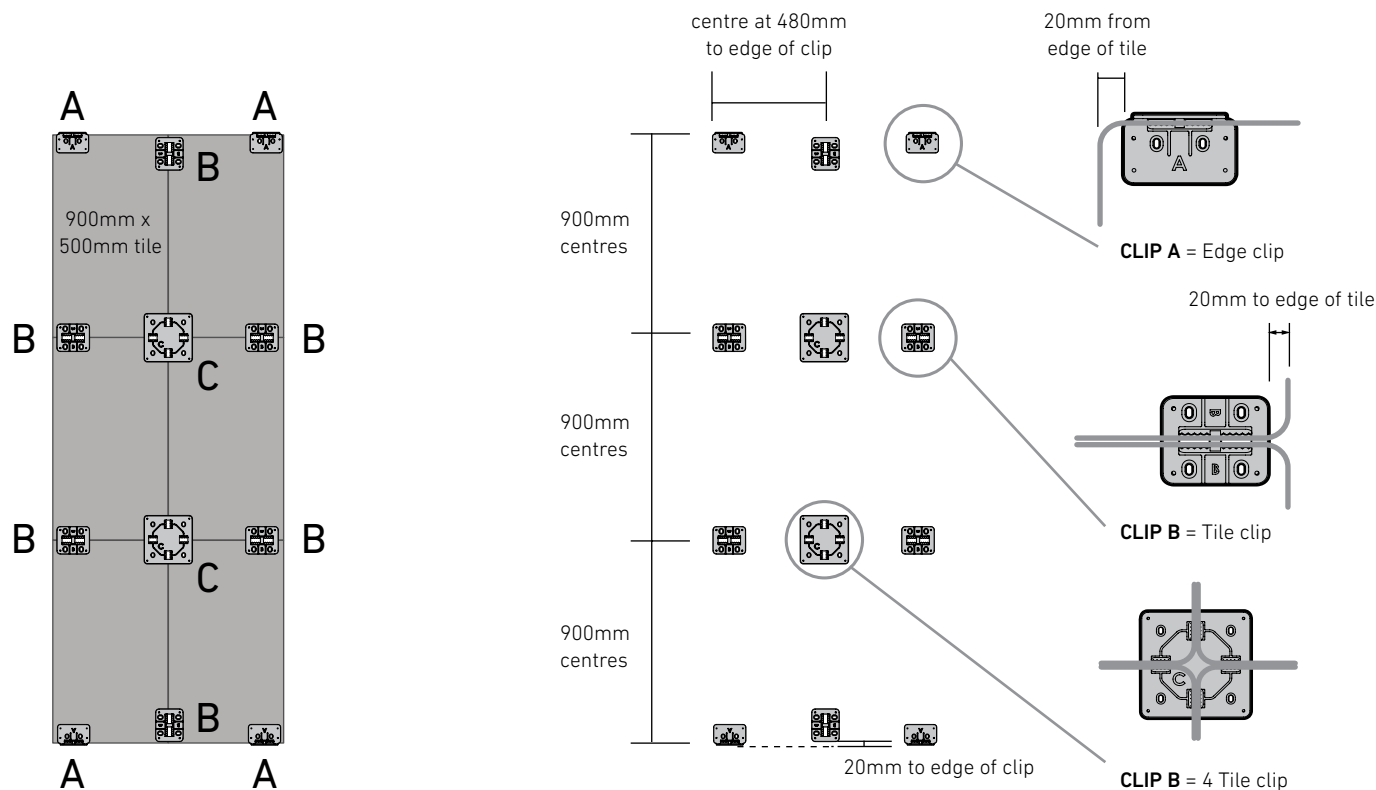 A
A
B
900mm x
500mm tile
B
B
C
B
B
C
B
A
A
centre at 480mm
to edge of clip
20mm from
edge of tile
A
A
A
CLIP A = Edge clip
900mm
centres
C
20mm to edge of tile
900mm
centres
B
B
CLIP B = Tile clip
C
900mm
centres
C
20mm to edge of clip
CLIP B = 4 Tile clip